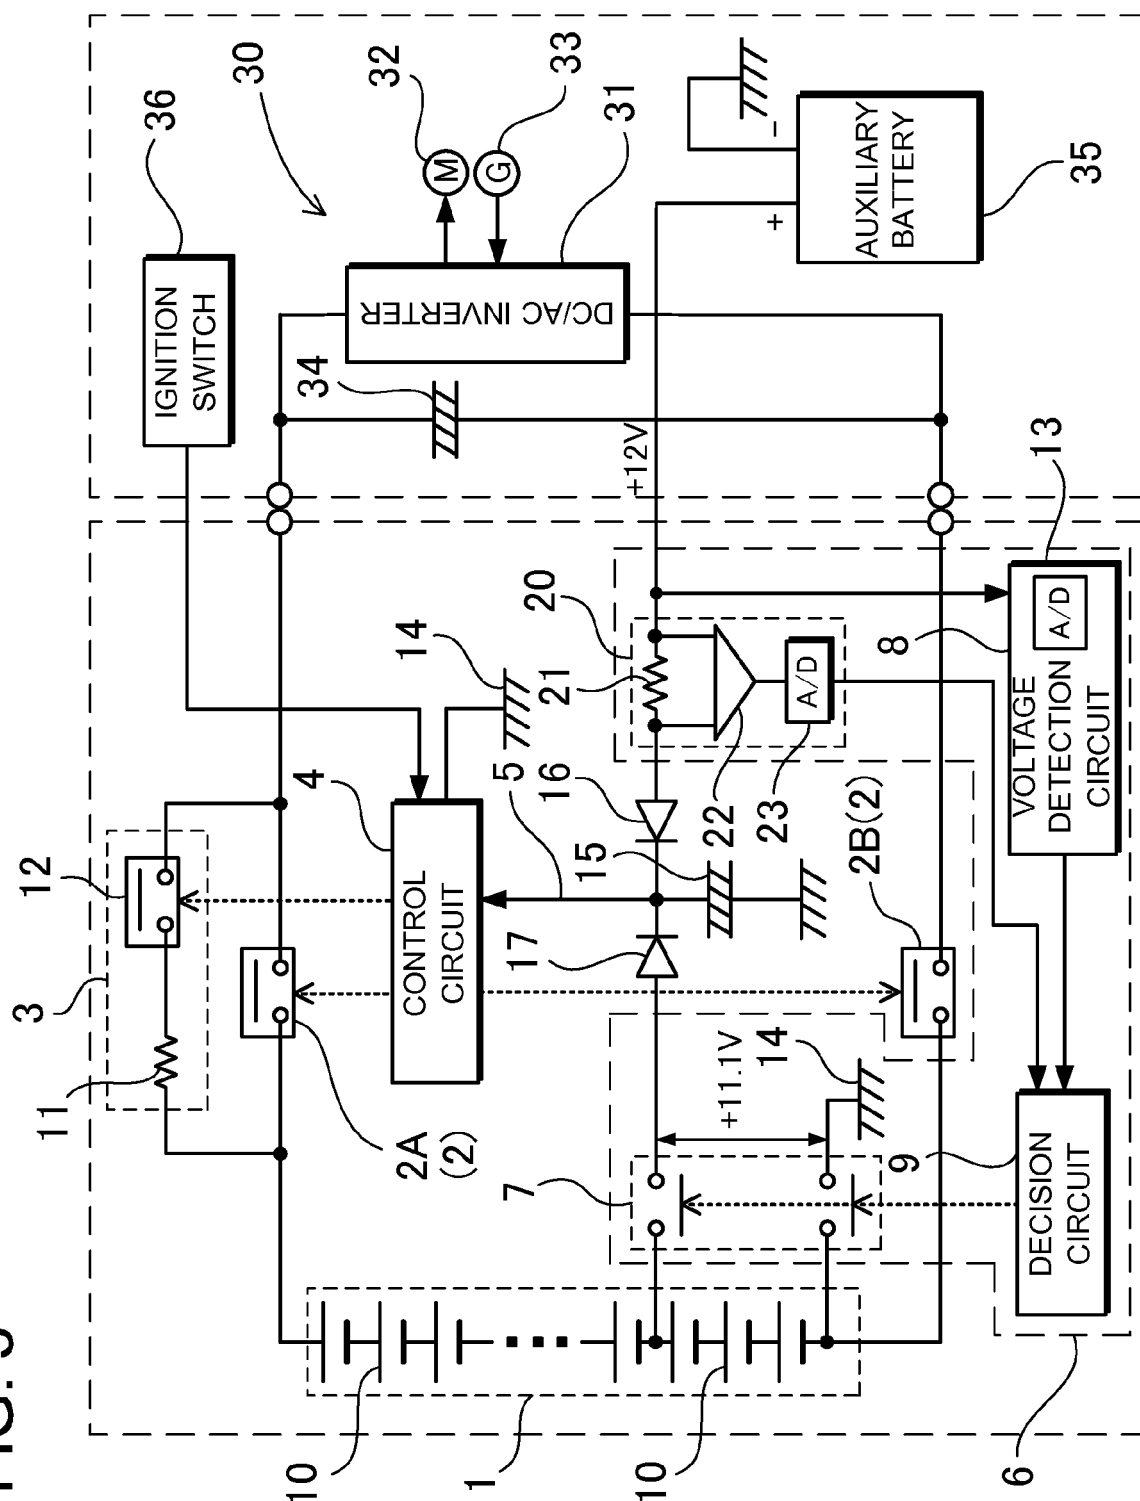 FIG.
3
11
12
36
IGNITION
SWITCH
30
10
2A
(2)
4
CONTROL
CIRCUIT
14
34
32
M
33
G
31
DC/AC INVERTER
1
7
17
5
16
15
20
21
22
23
A/D
+12V
10
+11.1V
14
2B(2)
+
−
AUXILIARY
BATTERY
35
9
DECISION
CIRCUIT
8
VOLTAGE
DETECTION
CIRCUIT
A/D
13
6